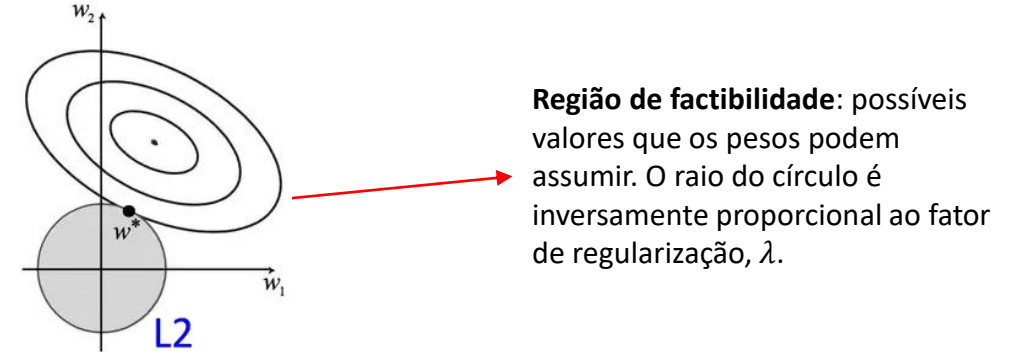 w₂
w*
w₁
L2
Região de factibilidade: possíveis
valores que os pesos podem
assumir. O raio do círculo é
inversamente proporcional ao fator
de regularização, λ.